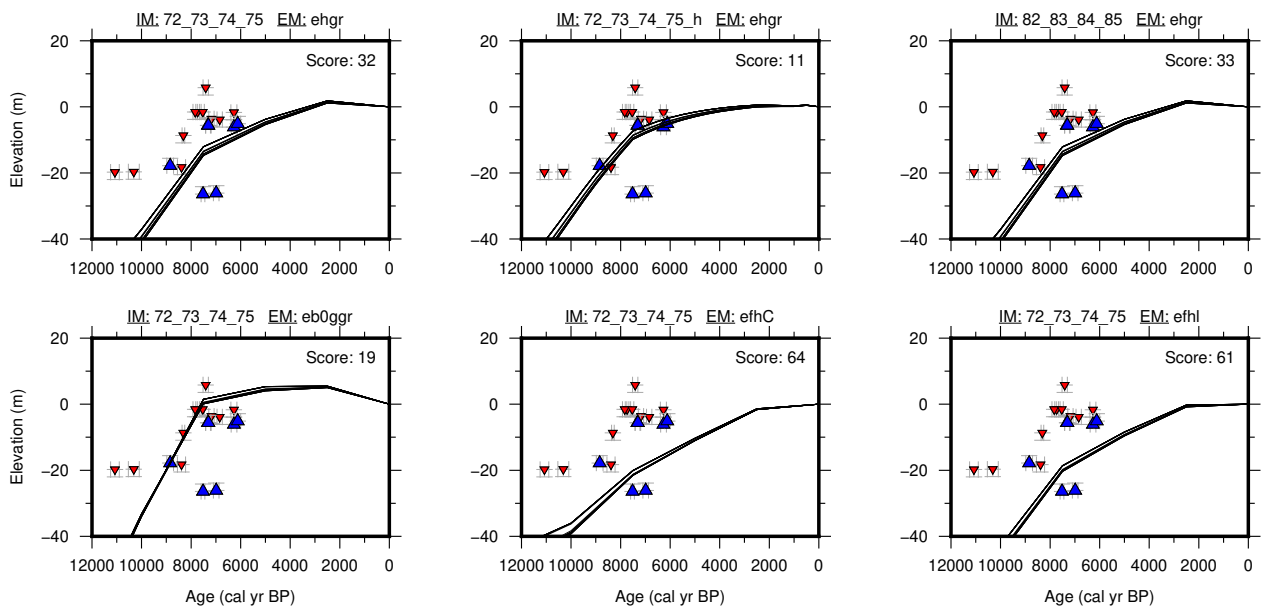 IM: 72_73_74_75 EM: ehgr
IM: 72_73_74_75_h EM: ehgr
IM: 82_83_84_85 EM: ehgr
20
0
−20
−40
Elevation (m)
Score: 32
12000 10000 8000 6000 4000 2000 0
20
0
−20
−40
Score: 11
12000 10000 8000 6000 4000 2000 0
20
0
−20
−40
Score: 33
12000 10000 8000 6000 4000 2000 0
IM: 72_73_74_75 EM: eb0ggr
IM: 72_73_74_75 EM: efhC
IM: 72_73_74_75 EM: efhl
20
0
−20
−40
Elevation (m)
Score: 19
12000 10000 8000 6000 4000 2000 0
Age (cal yr BP)
20
0
−20
−40
Score: 64
12000 10000 8000 6000 4000 2000 0
Age (cal yr BP)
20
0
−20
−40
Score: 61
12000 10000 8000 6000 4000 2000 0
Age (cal yr BP)